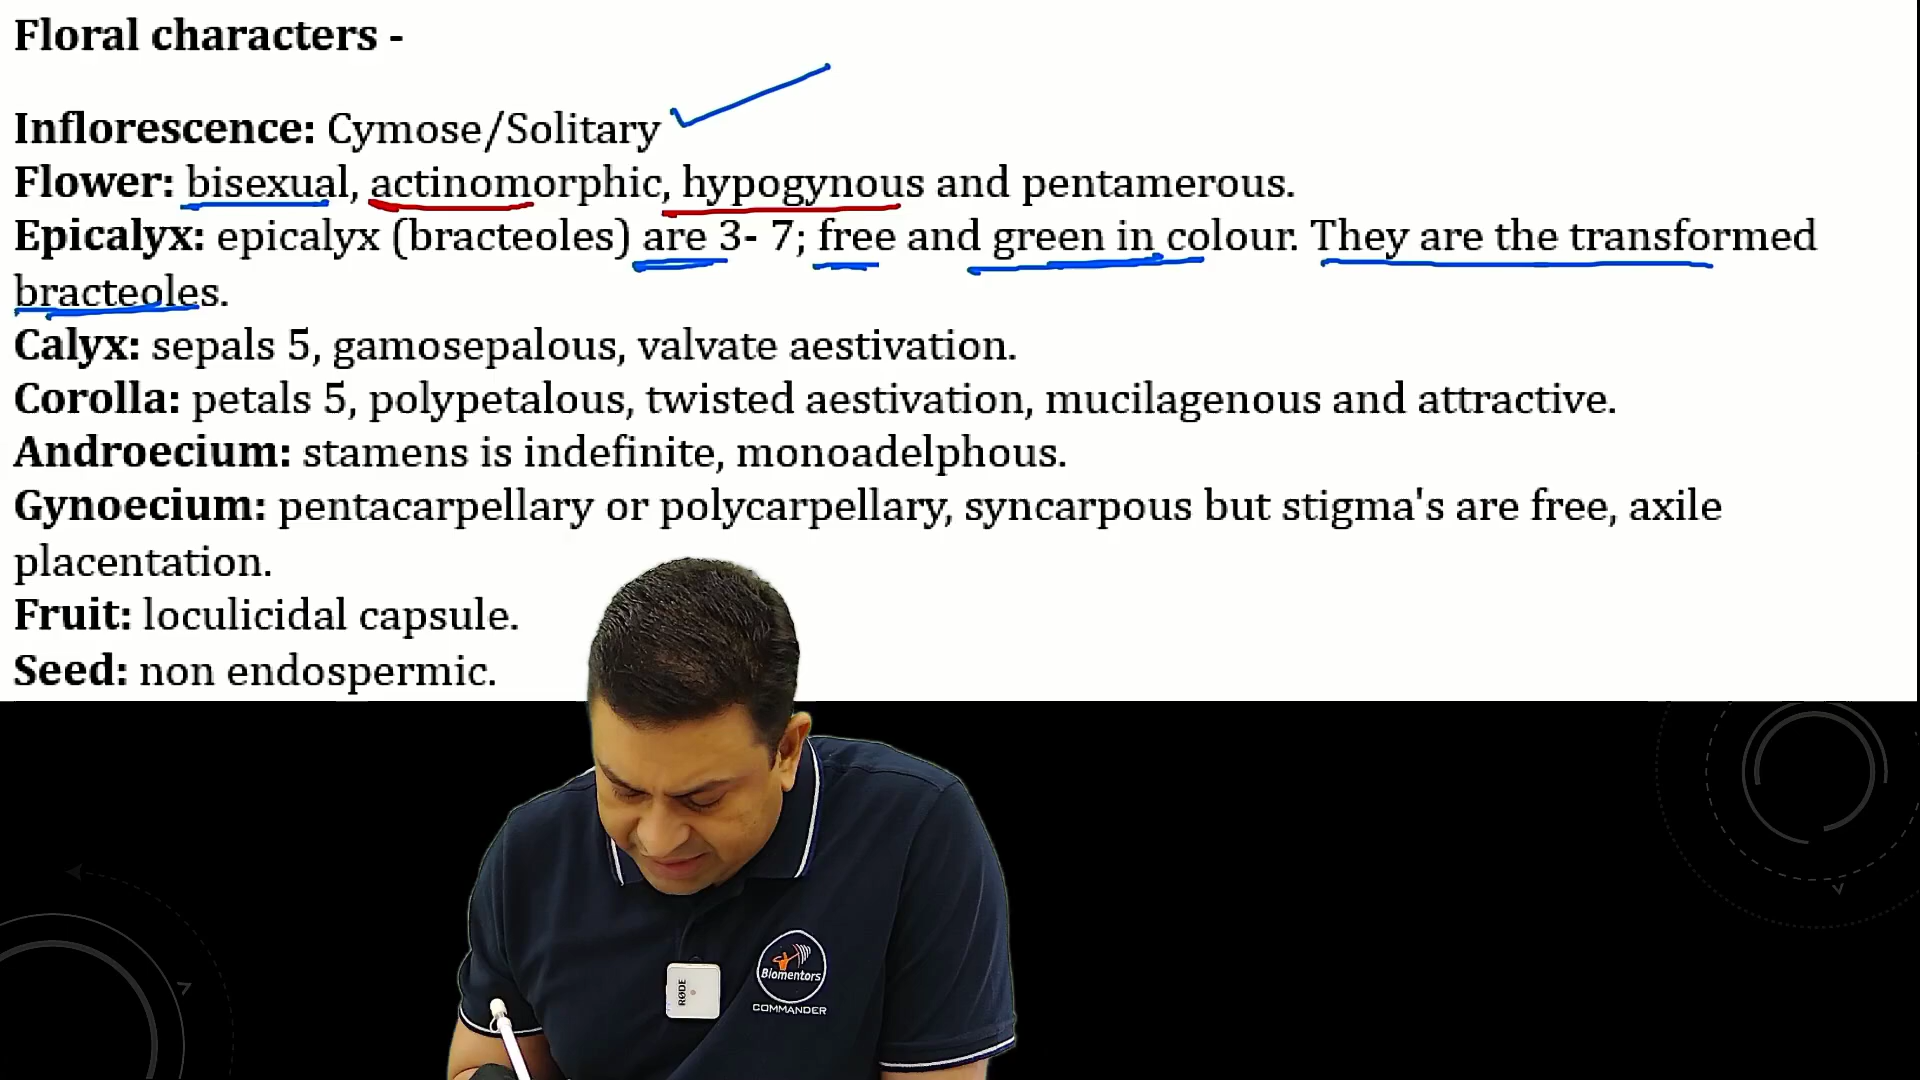 Floral characters -
Inflorescence: Cymose/Solitary
Flower: bisexual, actinomorphic, hypogynous and pentamerous.
Epicalyx: epicalyx (bracteoles) are 3- 7; free and green in colour. They are the transformed
bracteoles.
Calyx: sepals 5, gamosepalous, valvate aestivation.
Corolla: petals 5, polypetalous, twisted aestivation, mucilagenous and attractive.
Androecium: stamens is indefinite, monoadelphous.
Gynoecium: pentacarpellary or polycarpellary, syncarpous but stigma's are free, axile
placentation.
Fruit: loculicidal capsule.
Seed: non endospermic.
Biomentors
COMMANDER
RØDE